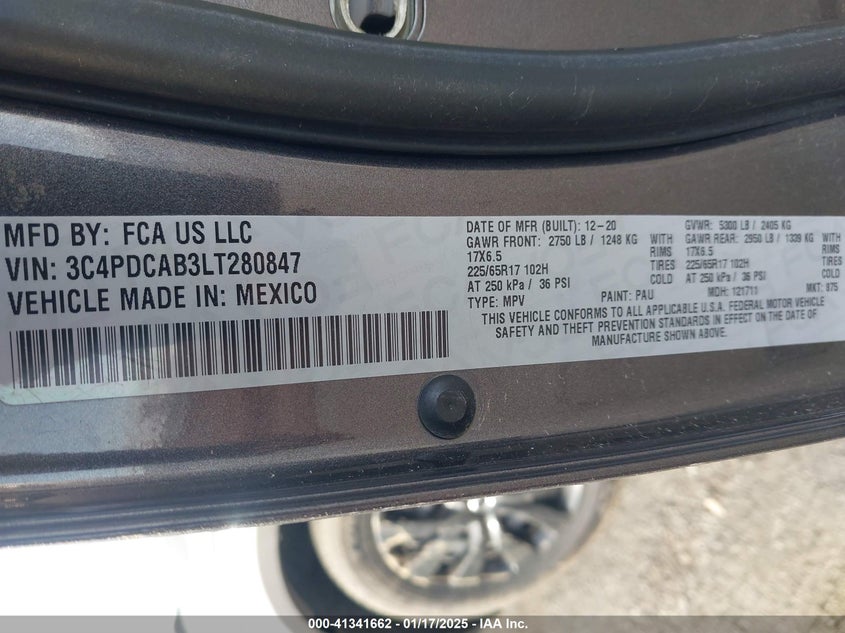 MFD BY: FCA US LLC
VIN: 3C4PDCAB3LT280847
VEHICLE MADE IN: MEXICO
DATE OF MFR (BUILT): 12-20 GVWR: 5300 LB / 2405 KG
GAWR FRONT: 2750 LB / 1248 KG WITH GAWR REAR: 2950 LB / 1339 KG WITH
17X6.5 RIMS 17X6.5 RIMS
225/65R17 102H TIRES 225/65R17 102H TIRES
AT 250 kPa / 36 PSI COLD AT 250 kPa / 36 PSI COLD
TYPE: MPV PAINT: PAU MDH: 121711 MKT: 975
THIS VEHICLE CONFORMS TO ALL APPLICABLE U.S.A. FEDERAL MOTOR VEHICLE
SAFETY AND THEFT PREVENTION STANDARDS IN EFFECT ON THE DATE OF
MANUFACTURE SHOWN ABOVE.
000-41341662 - 01/17/2025 - IAA Inc.